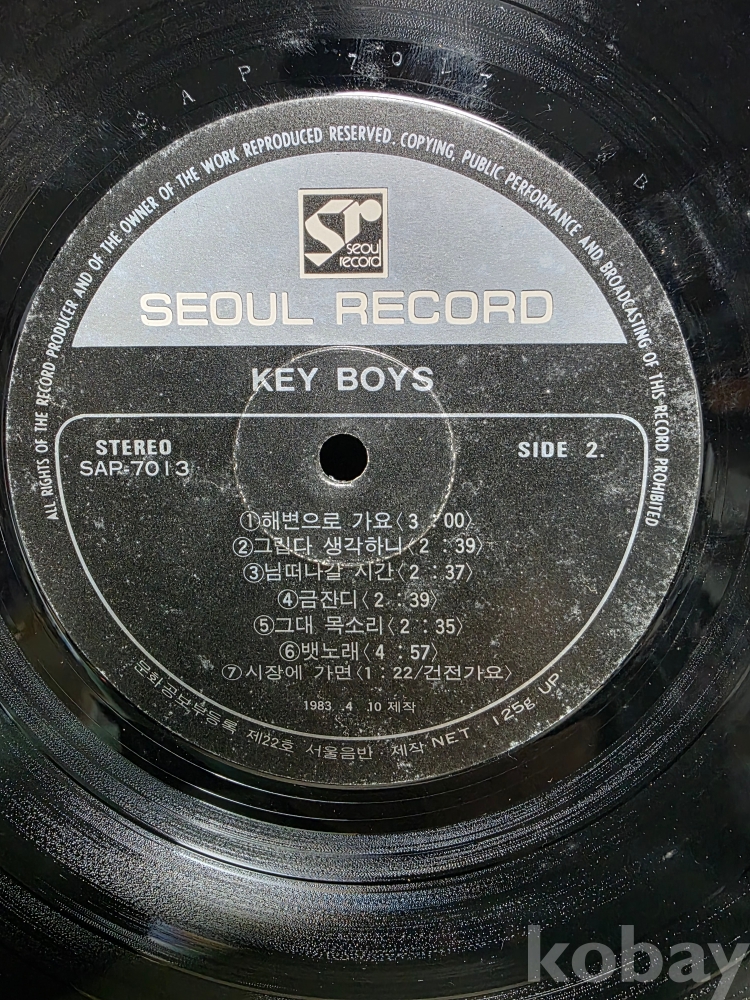 SAP-7017 B
ALL RIGHTS OF THE RECORD PRODUCER AND OF THE OWNER OF THE WORK REPRODUCED RESERVED. COPYING, PUBLIC PERFORMANCE AND BROADCASTING OF THIS RECORD PROHIBITED
Sr
seoul
record
SEOUL RECORD
KEY BOYS
STEREO
SAP-7013
SIDE 2.
①해변으로 가요〈3 : 00〉
②그립다 생각하니〈2 : 39〉
③님떠나갈 시간〈2 : 37〉
④금잔디〈2 : 39〉
⑤그대 목소리〈2 : 35〉
⑥뱃노래〈4 : 57〉
⑦시장에 가면〈1 : 22/건전가요〉
1983 .4 .10 제작
문화공보부등록 제22호 서울음반 제작 NET 125g UP
kobay